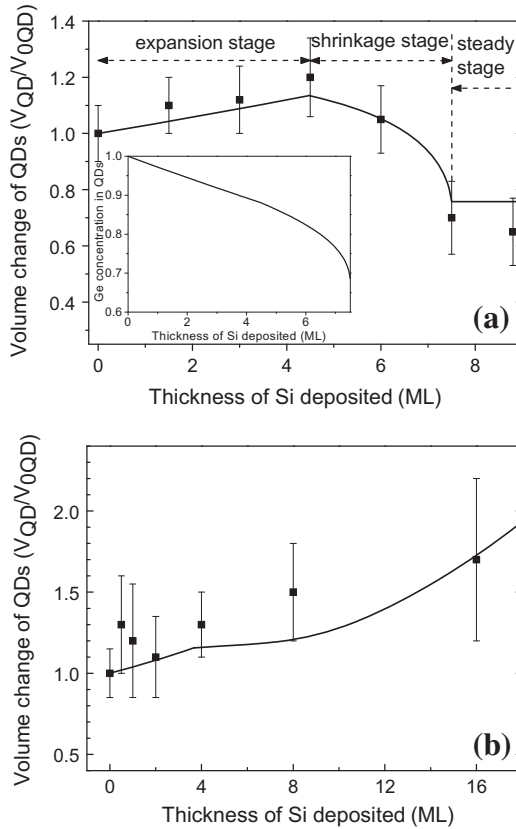 1.4
expansion stage
shrinkage stage
steady
stage
1.2
1.0
0.8
0.6
0.4
Volume change of QDs (VQD/V0QD)
1.0
0.9
0.8
0.7
0.6
Ge concentration in QDs
0 2 4 6
Thickness of Si deposited (ML)
(a)
0 2 4 6 8
Thickness of Si deposited (ML)
2.0
1.5
1.0
0.5
Volume change of QDs (VQD/V0QD)
(b)
0 4 8 12 16
Thickness of Si deposited (ML)